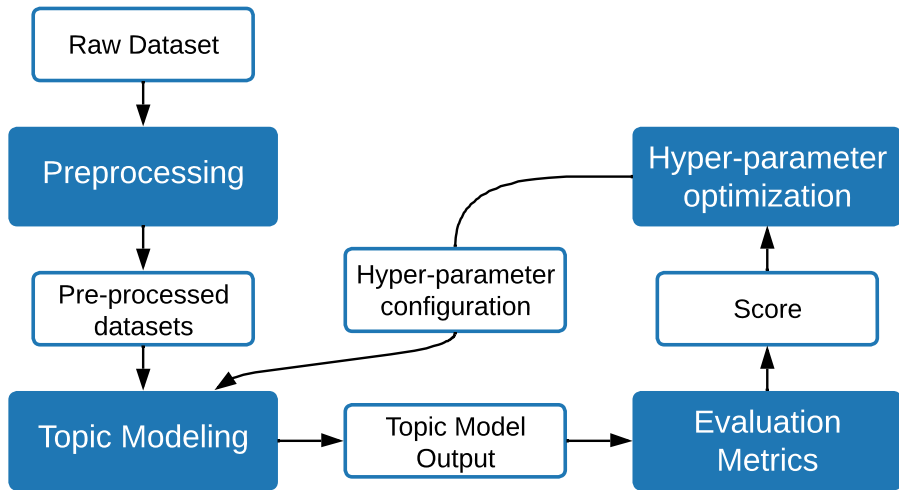 Raw Dataset
Preprocessing
Pre-processed
datasets
Topic Modeling
Hyper-parameter
configuration
Topic Model
Output
Evaluation
Metrics
Score
Hyper-parameter
optimization